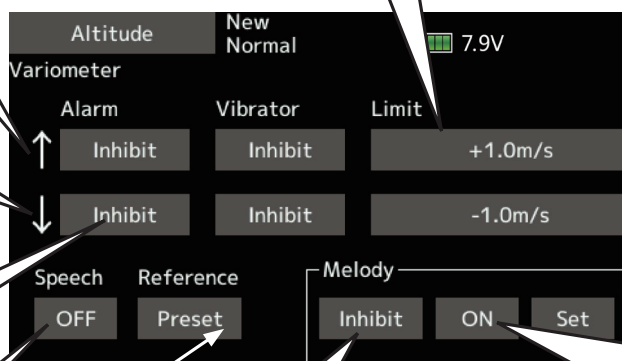 Altitude New
Normal 7.9V
Variometer
Alarm Vibrator Limit
↑ Inhibit Inhibit +1.0m/s
↓ Inhibit Inhibit -1.0m/s
Speech Reference Melody
OFF Preset Inhibit ON Set